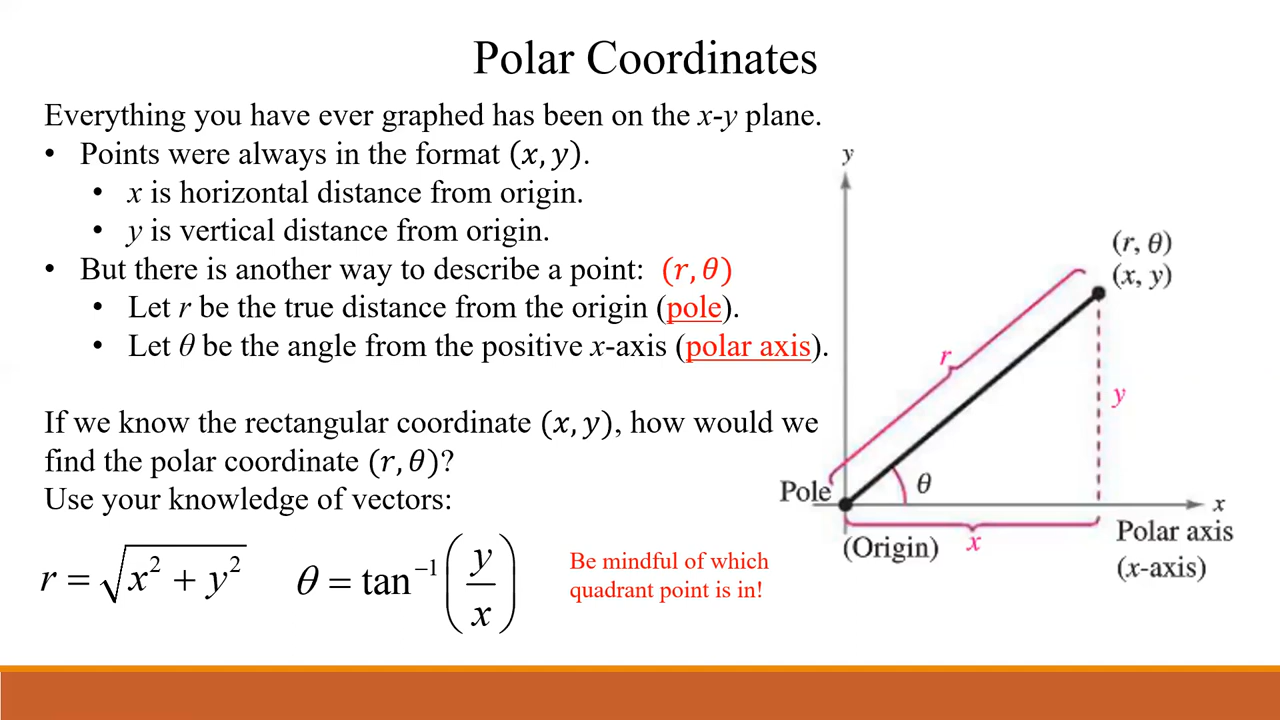 Polar Coordinates
Everything you have ever graphed has been on the x-y plane.
• Points were always in the format (x, y).
• x is horizontal distance from origin.
• y is vertical distance from origin.
• But there is another way to describe a point: (r, θ)
• Let r be the true distance from the origin (pole).
• Let θ be the angle from the positive x-axis (polar axis).
If we know the rectangular coordinate (x, y), how would we
find the polar coordinate (r, θ)?
Use your knowledge of vectors:
r = √(x² + y²)
θ = tan⁻¹(y/x)
Be mindful of which
quadrant point is in!
y
(r, θ)
(x, y)
r
y
θ
Pole
x
(Origin)
x
Polar axis
(x-axis)